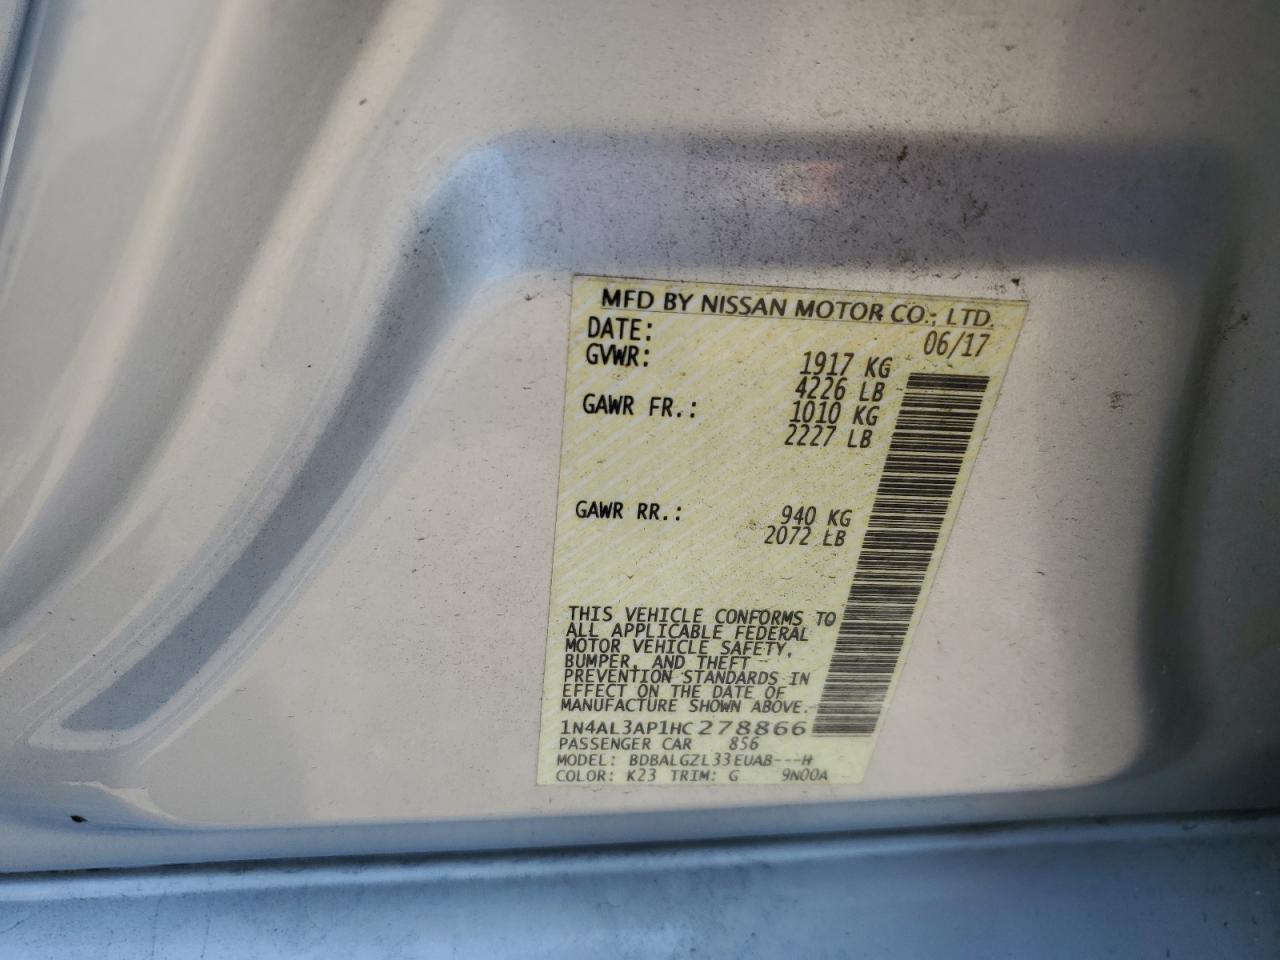 MFD BY NISSAN MOTOR CO., LTD.
DATE: 06/17
GVWR: 1917 KG
4226 LB
GAWR FR.: 1010 KG
2227 LB
GAWR RR.: 940 KG
2072 LB
THIS VEHICLE CONFORMS TO
ALL APPLICABLE FEDERAL
MOTOR VEHICLE SAFETY,
BUMPER, AND THEFT
PREVENTION STANDARDS IN
EFFECT ON THE DATE OF
MANUFACTURE SHOWN ABOVE.
1N4AL3AP1HC278866
PASSENGER CAR 856
MODEL: BDBALGZL33EUAB---H
COLOR: K23 TRIM: G 9N00A